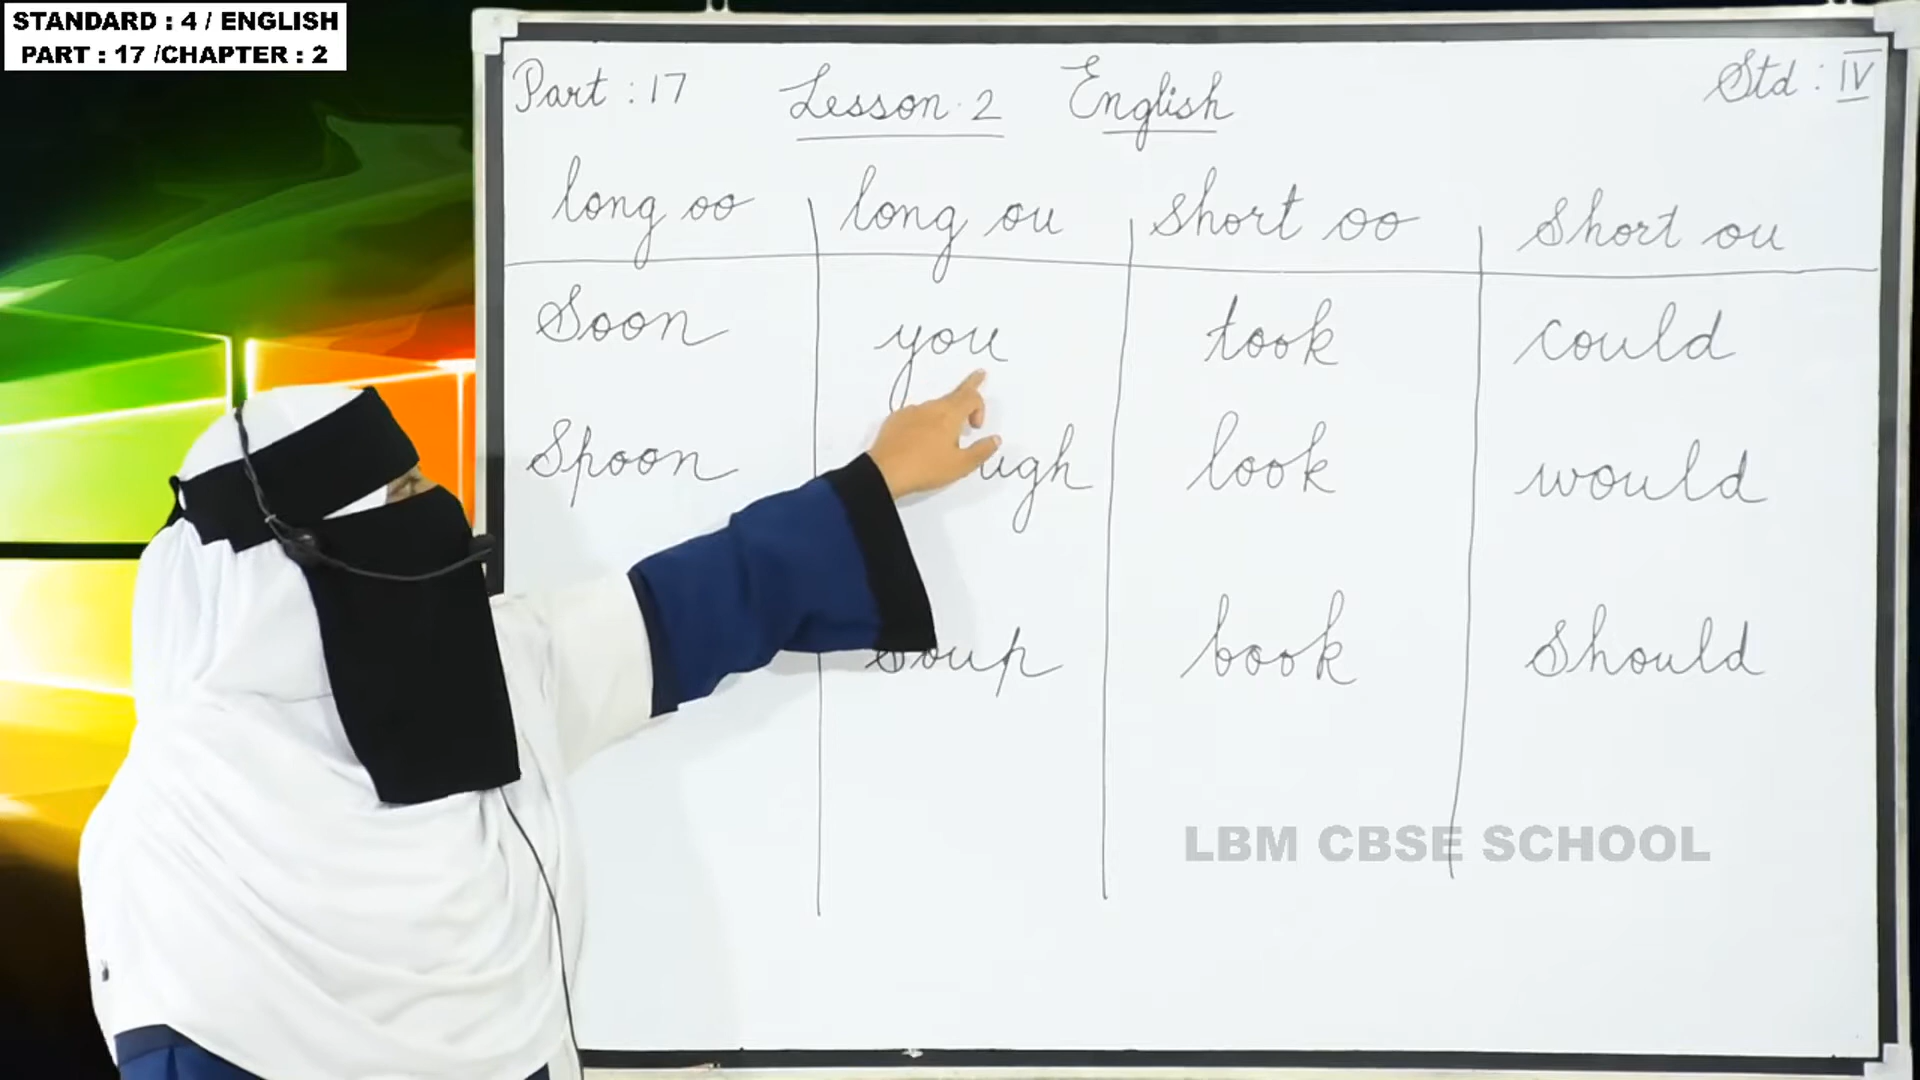 STANDARD : 4 / ENGLISH
PART : 17 /CHAPTER : 2
Part : 17 Lesson 2 English Std : IV
long oo long ou short oo short ou
Soon you took could
Spoon look would
Soup book Should
LBM CBSE SCHOOL